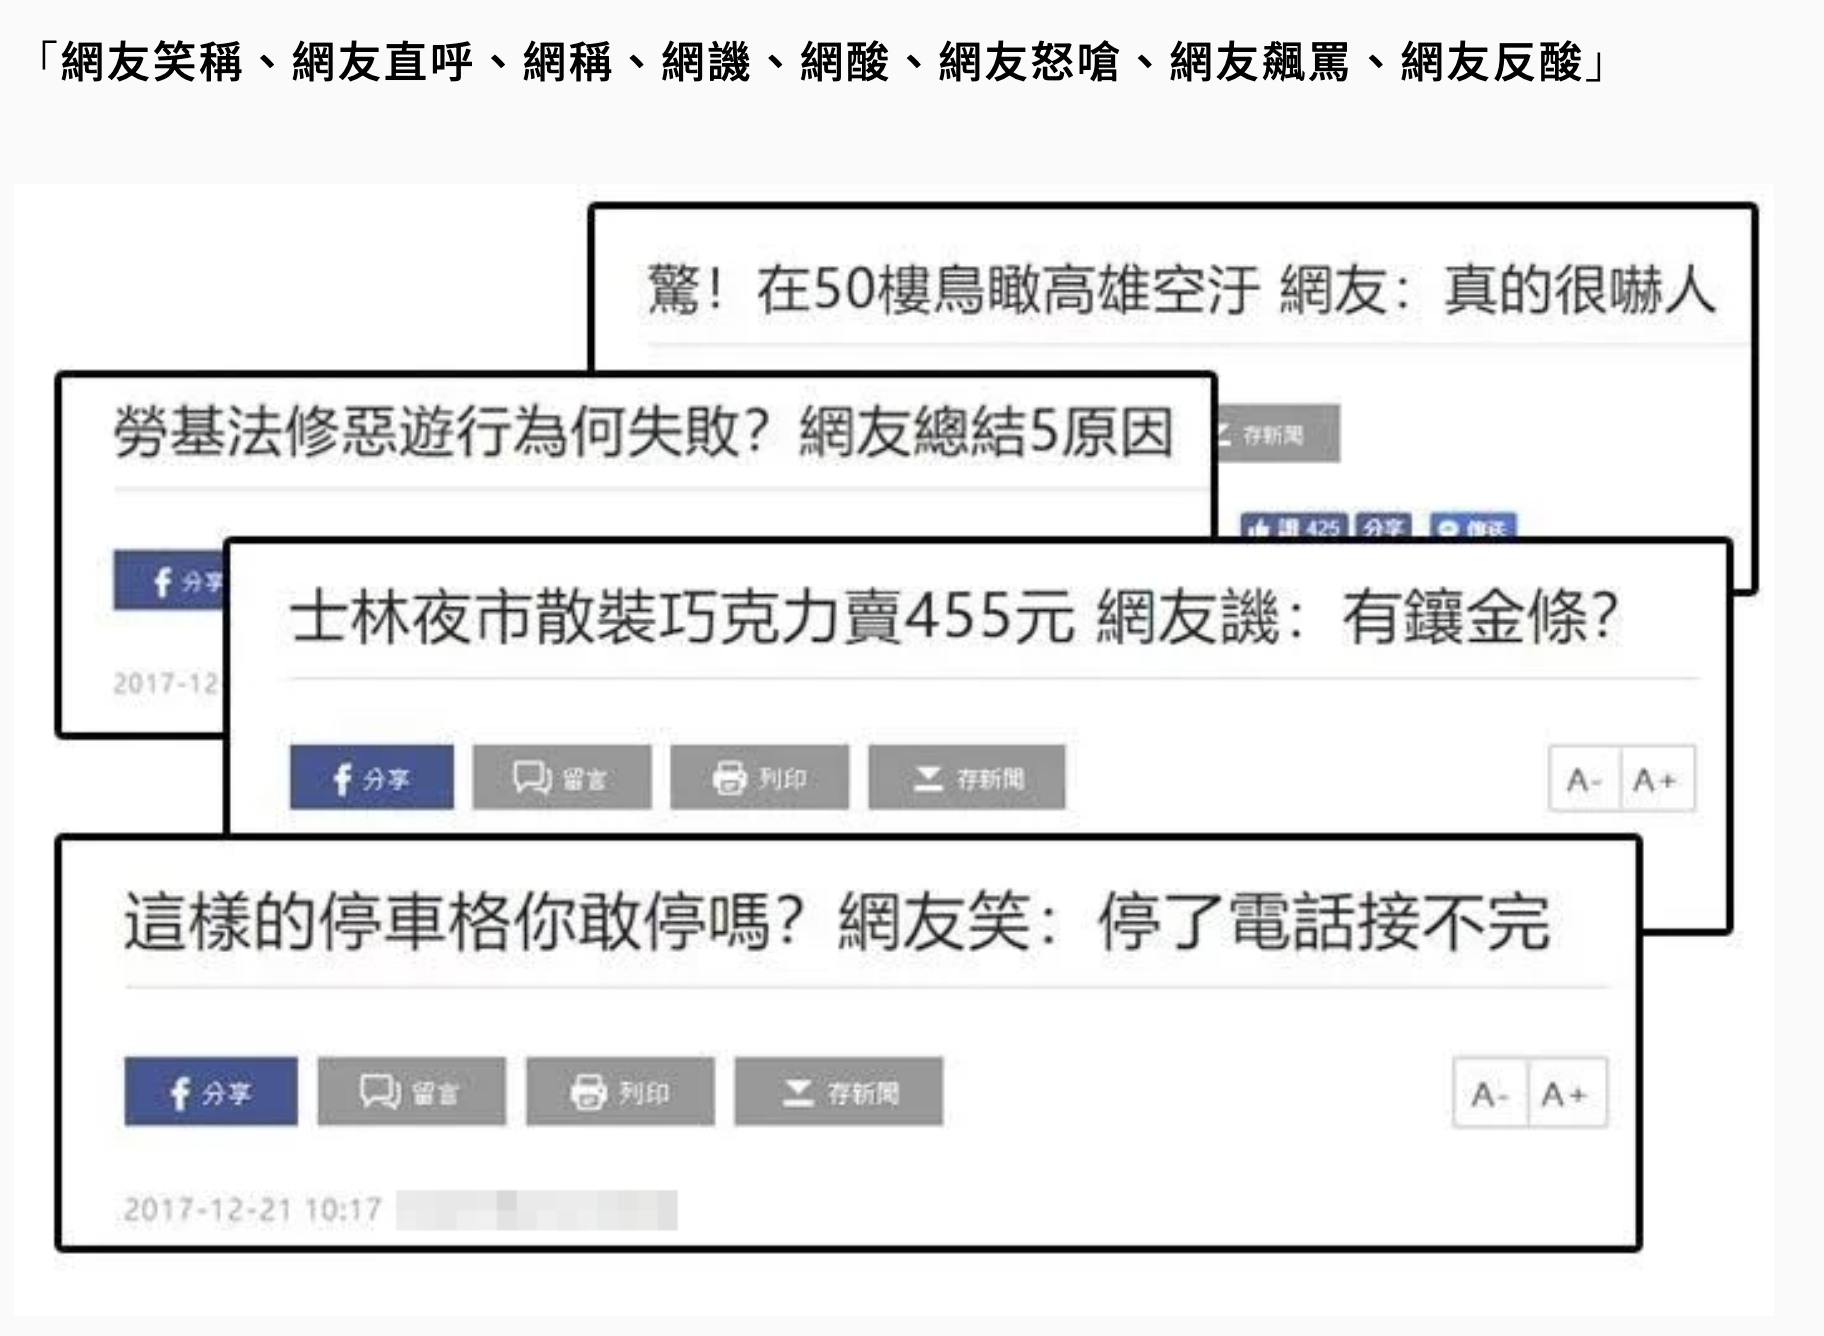 「網友笑稱、網友直呼、網稱、網譏、網酸、網友怒嗆、網友飆罵、網友反酸」
驚！在50樓鳥瞰高雄空汙 網友：真的很嚇人
存新聞
讚 425 分享 傳送
勞基法修惡遊行為何失敗？網友總結5原因
分享
2017-12
士林夜市散裝巧克力賣455元 網友譏：有鑲金條？
分享 留言 列印 存新聞 A- A+
這樣的停車格你敢停嗎？網友笑：停了電話接不完
分享 留言 列印 存新聞 A- A+
2017-12-21 10:17